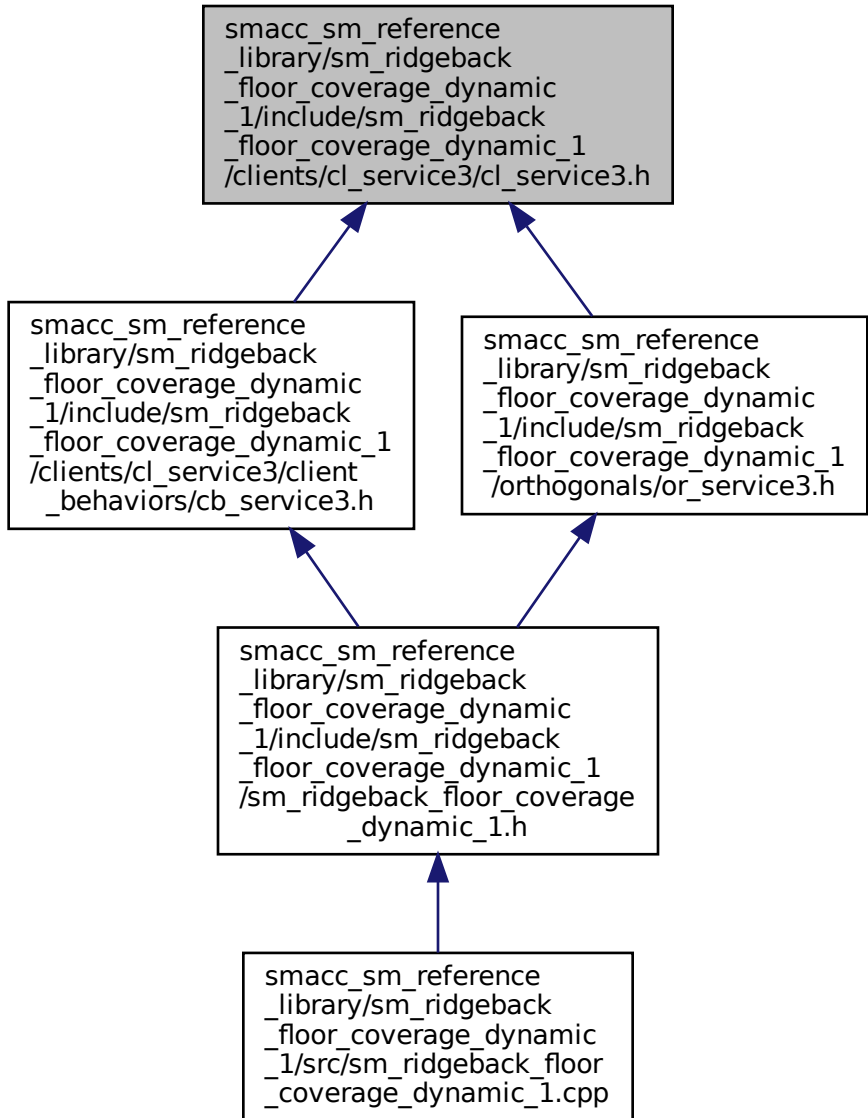 smacc_sm_reference
_library/sm_ridgeback
_floor_coverage_dynamic
_1/include/sm_ridgeback
_floor_coverage_dynamic_1
/clients/cl_service3/cl_service3.h
smacc_sm_reference
_library/sm_ridgeback
_floor_coverage_dynamic
_1/include/sm_ridgeback
_floor_coverage_dynamic_1
/clients/cl_service3/client
_behaviors/cb_service3.h
smacc_sm_reference
_library/sm_ridgeback
_floor_coverage_dynamic
_1/include/sm_ridgeback
_floor_coverage_dynamic_1
/orthogonals/or_service3.h
smacc_sm_reference
_library/sm_ridgeback
_floor_coverage_dynamic
_1/include/sm_ridgeback
_floor_coverage_dynamic_1
/sm_ridgeback_floor_coverage
_dynamic_1.h
smacc_sm_reference
_library/sm_ridgeback
_floor_coverage_dynamic
_1/src/sm_ridgeback_floor
_coverage_dynamic_1.cpp